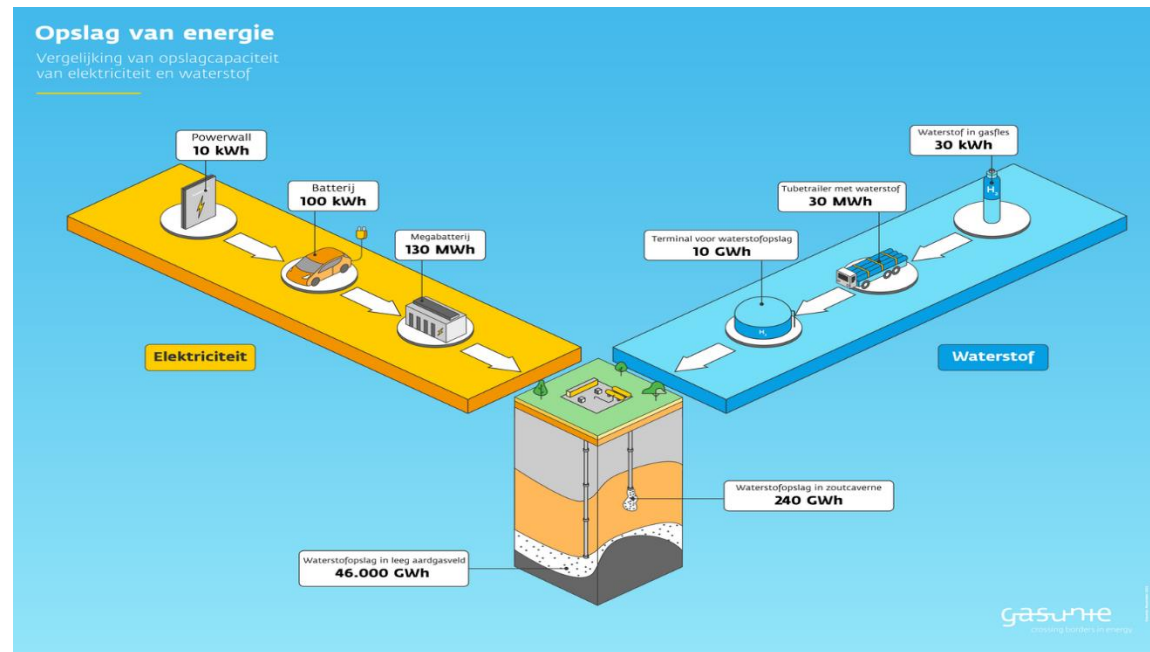 Opslag van energie
Vergelijking van opslagcapaciteit
van elektriciteit en waterstof
Powerwall
10 kWh
Batterij
100 kWh
Megabatterij
130 MWh
Waterstof in gasfles
30 kWh
H₂
Tubetrailer met waterstof
30 MWh
Terminal voor waterstofopslag
10 GWh
H₂
Elektriciteit
Waterstof
Waterstofopslag in zoutcaverne
240 GWh
Waterstofopslag in leeg aardgasveld
46.000 GWh
gasunie
crossing borders in energy